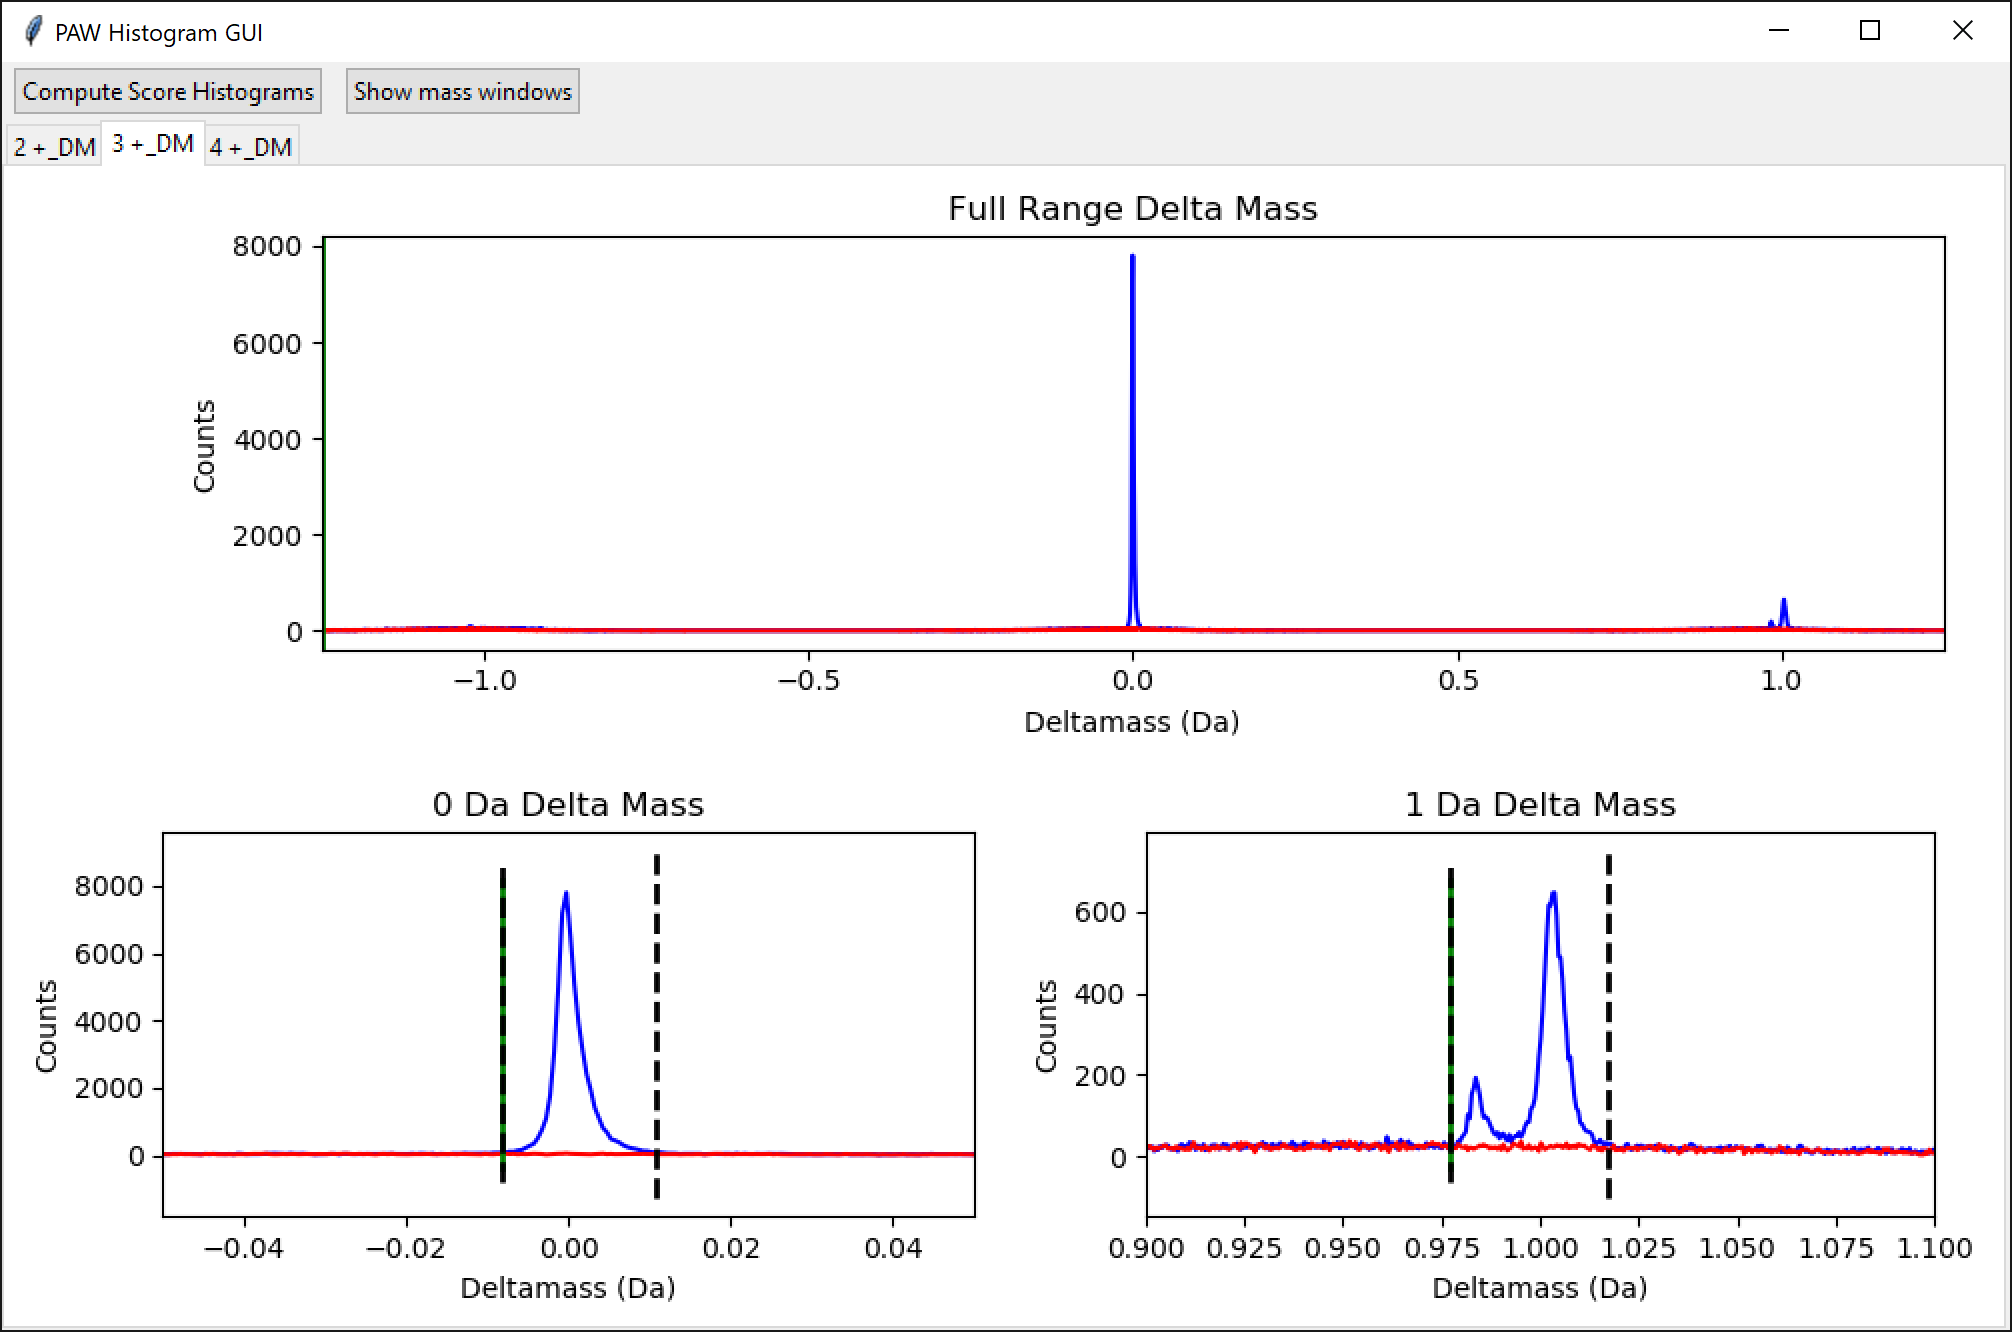 PAW Histogram GUI
Compute Score Histograms Show mass windows
2 +_DM 3 +_DM 4 +_DM
Full Range Delta Mass
8000
6000
4000
2000
0
Counts
−1.0 −0.5 0.0 0.5 1.0
Deltamass (Da)
0 Da Delta Mass
8000
6000
4000
2000
0
Counts
−0.04 −0.02 0.00 0.02 0.04
Deltamass (Da)
1 Da Delta Mass
600
400
200
0
Counts
0.900 0.925 0.950 0.975 1.000 1.025 1.050 1.075 1.100
Deltamass (Da)